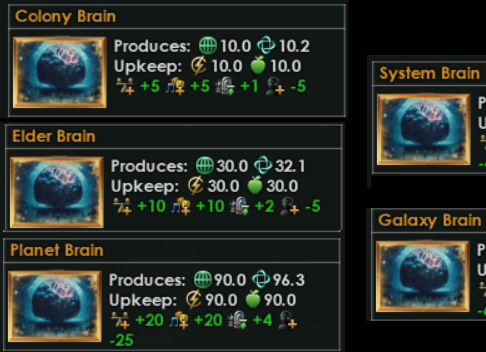 Colony Brain
Produces: 10.0 10.2
Upkeep: 10.0 10.0
+5 +5 +1 -5
Elder Brain
Produces: 30.0 32.1
Upkeep: 30.0 30.0
+10 +10 +2 -5
Planet Brain
Produces: 90.0 96.3
Upkeep: 90.0 90.0
+20 +20 +4
-25
System Brain
P
U
Galaxy Brain
P
U